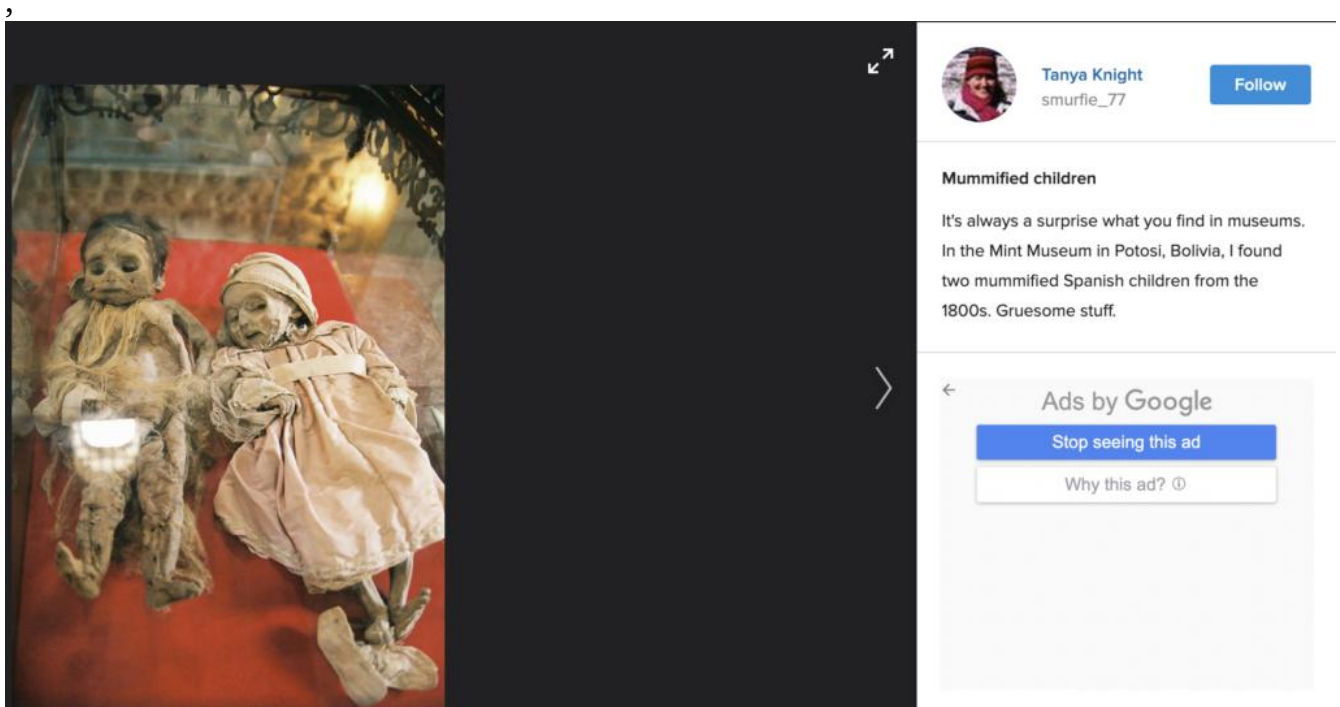 ,
Tanya Knight
smurfie_77
Follow
Mummified children
It's always a surprise what you find in museums.
In the Mint Museum in Potosi, Bolivia, I found
two mummified Spanish children from the
1800s. Gruesome stuff.
Ads by Google
Stop seeing this ad
Why this ad?